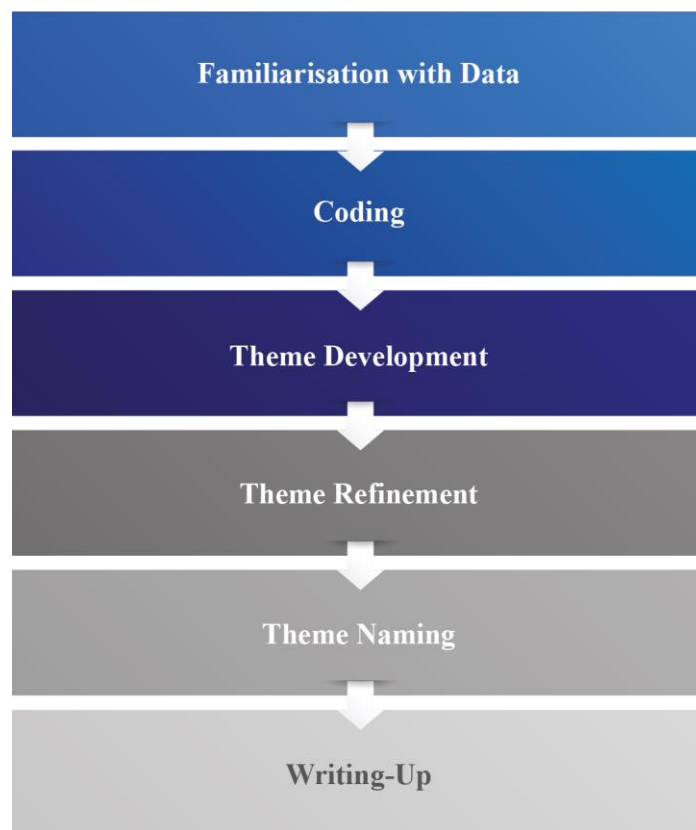 Familiarisation with Data
Coding
Theme Development
Theme Refinement
Theme Naming
Writing-Up